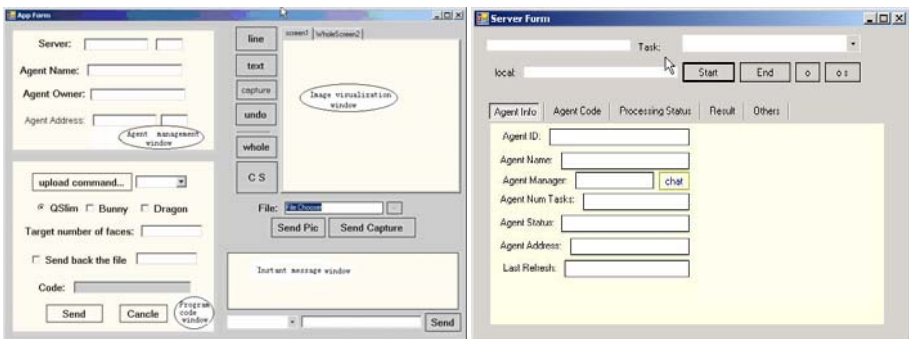 App Form
Server:
Agent Name:
Agent Owner:
Agent Address:
Agent management
window
upload command...
QSlim Bunny Dragon
Target number of faces:
Send back the file
Code:
Send Cancle
Program
code
window
line
text
capture
undo
whole
C S
screen1 WholeScreen2
Image visualization
window
File: File Chooser
Send Pic Send Capture
Instant message window
Send
Server Form
Task:
local:
Start End
Agent Info Agent Code Processing Status Result Others
Agent ID:
Agent Name:
Agent Manager: chat
Agent Num Tasks:
Agent Status:
Agent Address:
Last Refresh: